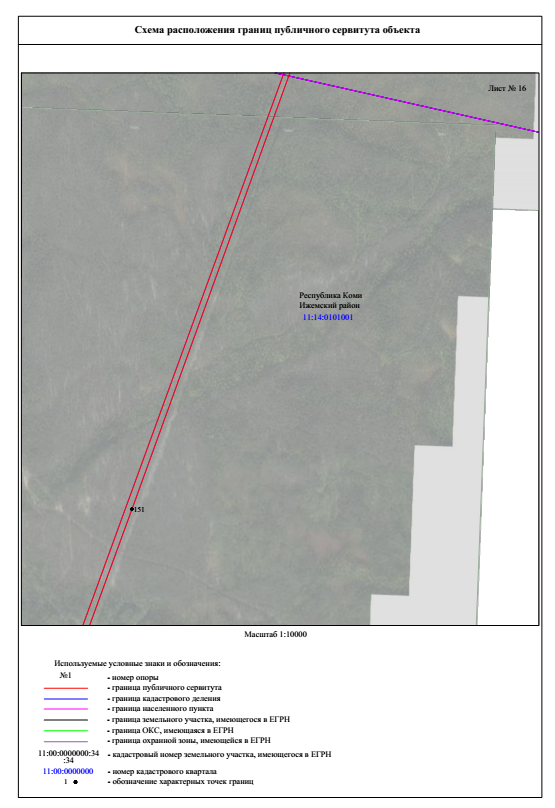 Схема расположения границ публичного сервитута объекта
Лист № 16
Республика Коми
Ижемский район
11:14:0101001
151
Масштаб 1:10000
Используемые условные знаки и обозначения:
№1 - номер опоры
- граница публичного сервитута
- граница кадастрового деления
- граница населенного пункта
- граница земельного участка, имеющегося в ЕГРН
- граница ОКС, имеющаяся в ЕГРН
- граница охранной зоны, имеющейся в ЕГРН
11:00:0000000:34 - кадастровый номер земельного участка, имеющегося в ЕГРН
:34
11:00:0000000 - номер кадастрового квартала
1 - обозначение характерных точек границ